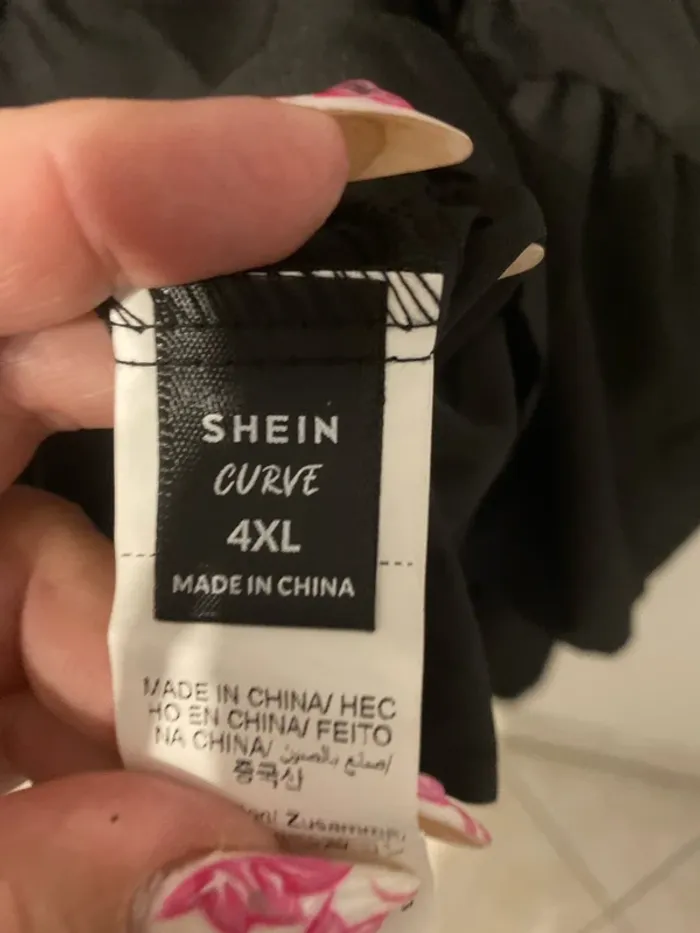 SHEIN
CURVE
4XL
MADE IN CHINA
MADE IN CHINA/ HEC
HO EN CHINA/ FEITO
NA CHINA/ صنع بالصين/
중국산
Zusamm